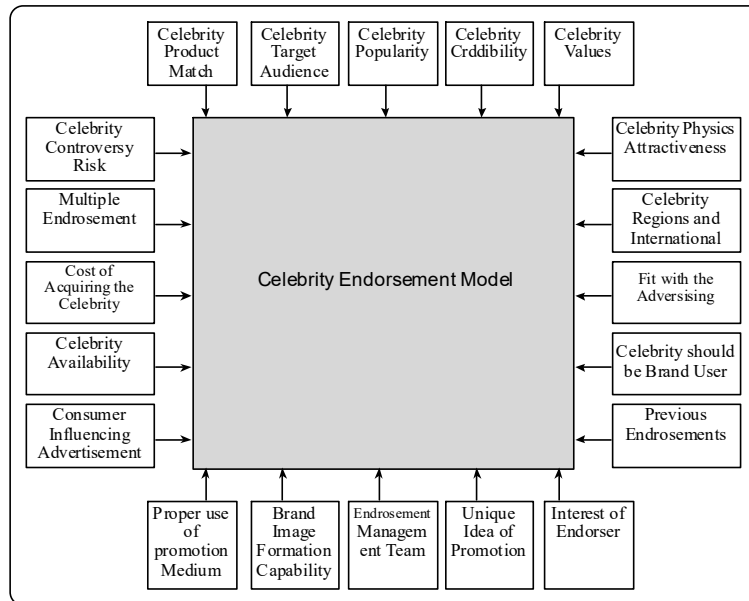 Celebrity
Product
Match
Celebrity
Target
Audience
Celebrity
Popularity
Celebrity
Crddibility
Celebrity
Values
Celebrity
Controversy
Risk
Multiple
Endrosement
Cost of
Acquiring the
Celebrity
Celebrity
Availability
Consumer
Influencing
Advertisement
Celebrity Endorsement Model
Celebrity Physics
Attractiveness
Celebrity
Regions and
International
Fit with the
Adversising
Celebrity should
be Brand User
Previous
Endrosements
Proper use of
promotion
Medium
Brand
Image
Formation
Capability
Endrosement
Managem
ent Team
Unique
Idea of
Promotion
Interest of
Endorser